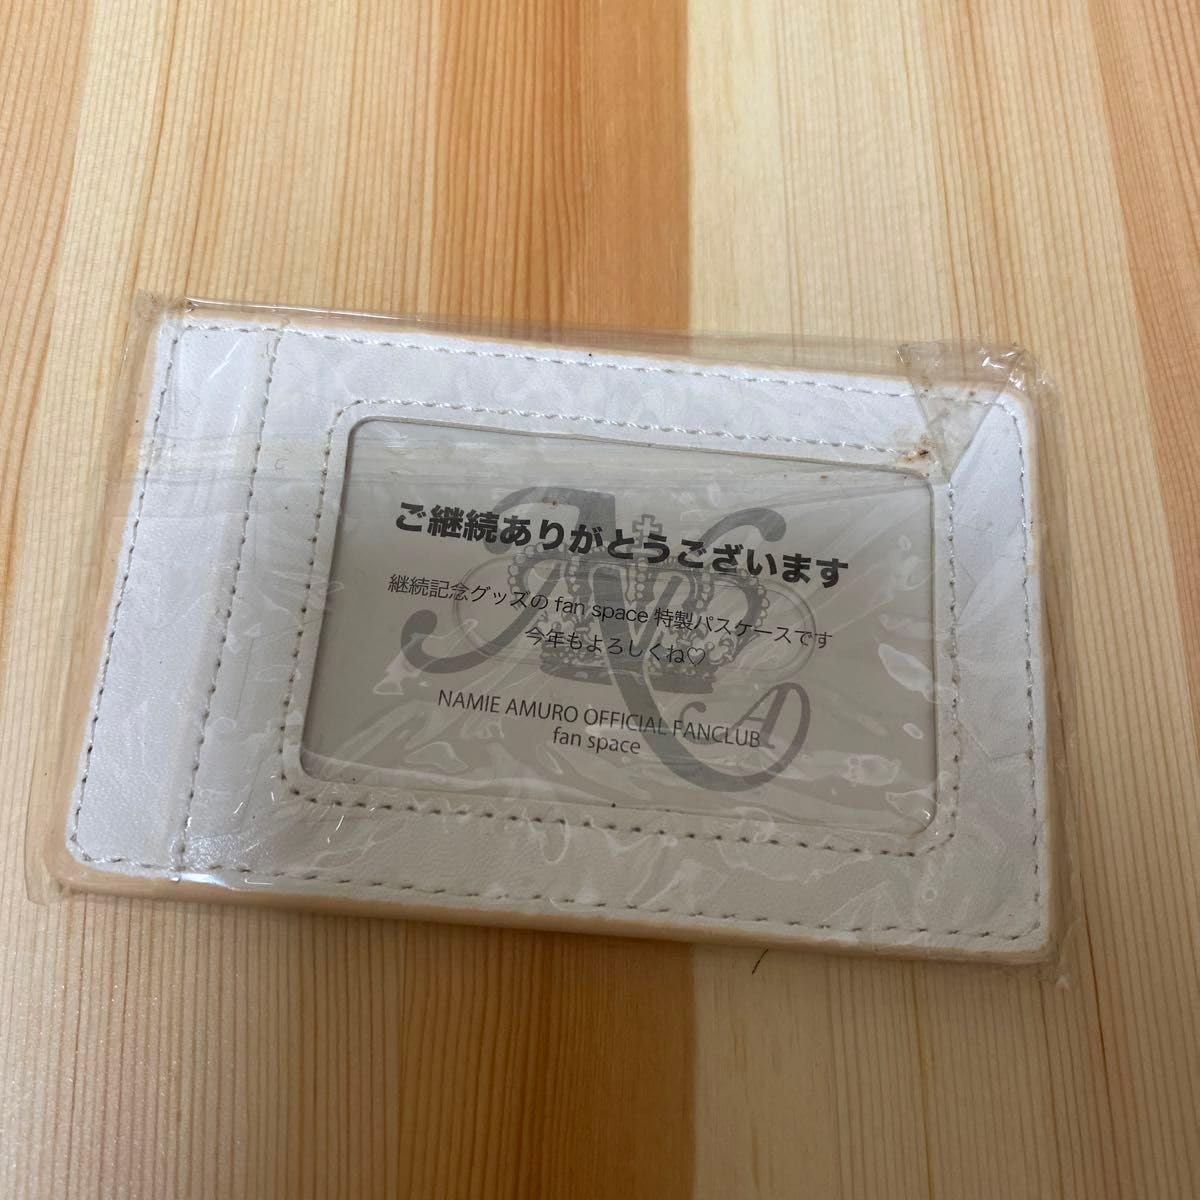 ご継続ありがとうございます
継続記念グッズの fan space 特製パスケースです
今年もよろしくね♡
NAMIE AMURO OFFICIAL FANCLUB
fan space